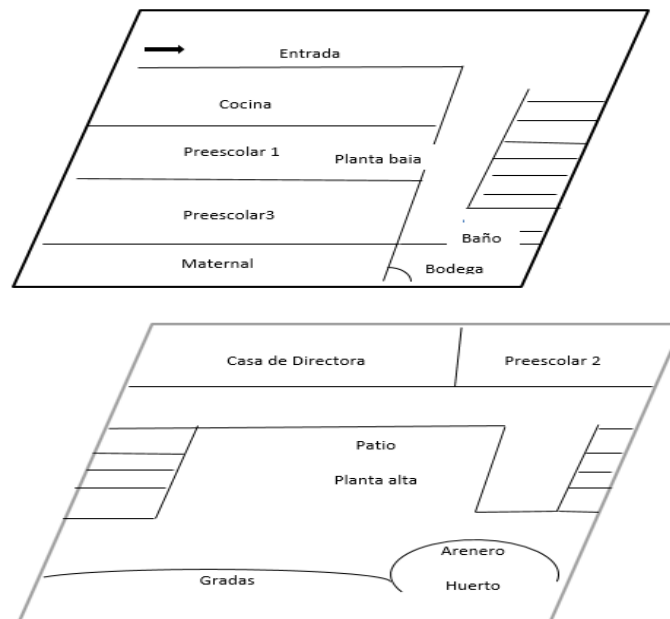 Entrada
Cocina
Preescolar 1
Planta baia
Preescolar3
Baño
Maternal
Bodega
Casa de Directora
Preescolar 2
Patio
Planta alta
Arenero
Gradas
Huerto